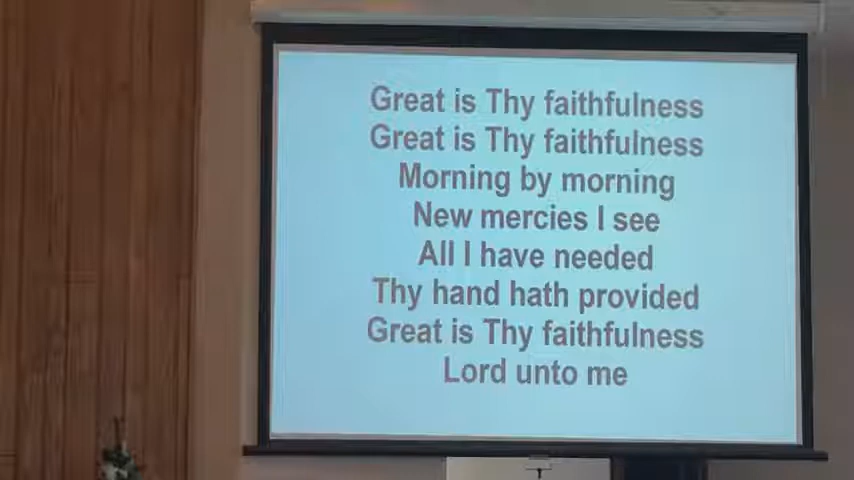 Great is Thy faithfulness
Great is Thy faithfulness
Morning by morning
New mercies I see
All I have needed
Thy hand hath provided
Great is Thy faithfulness
Lord unto me